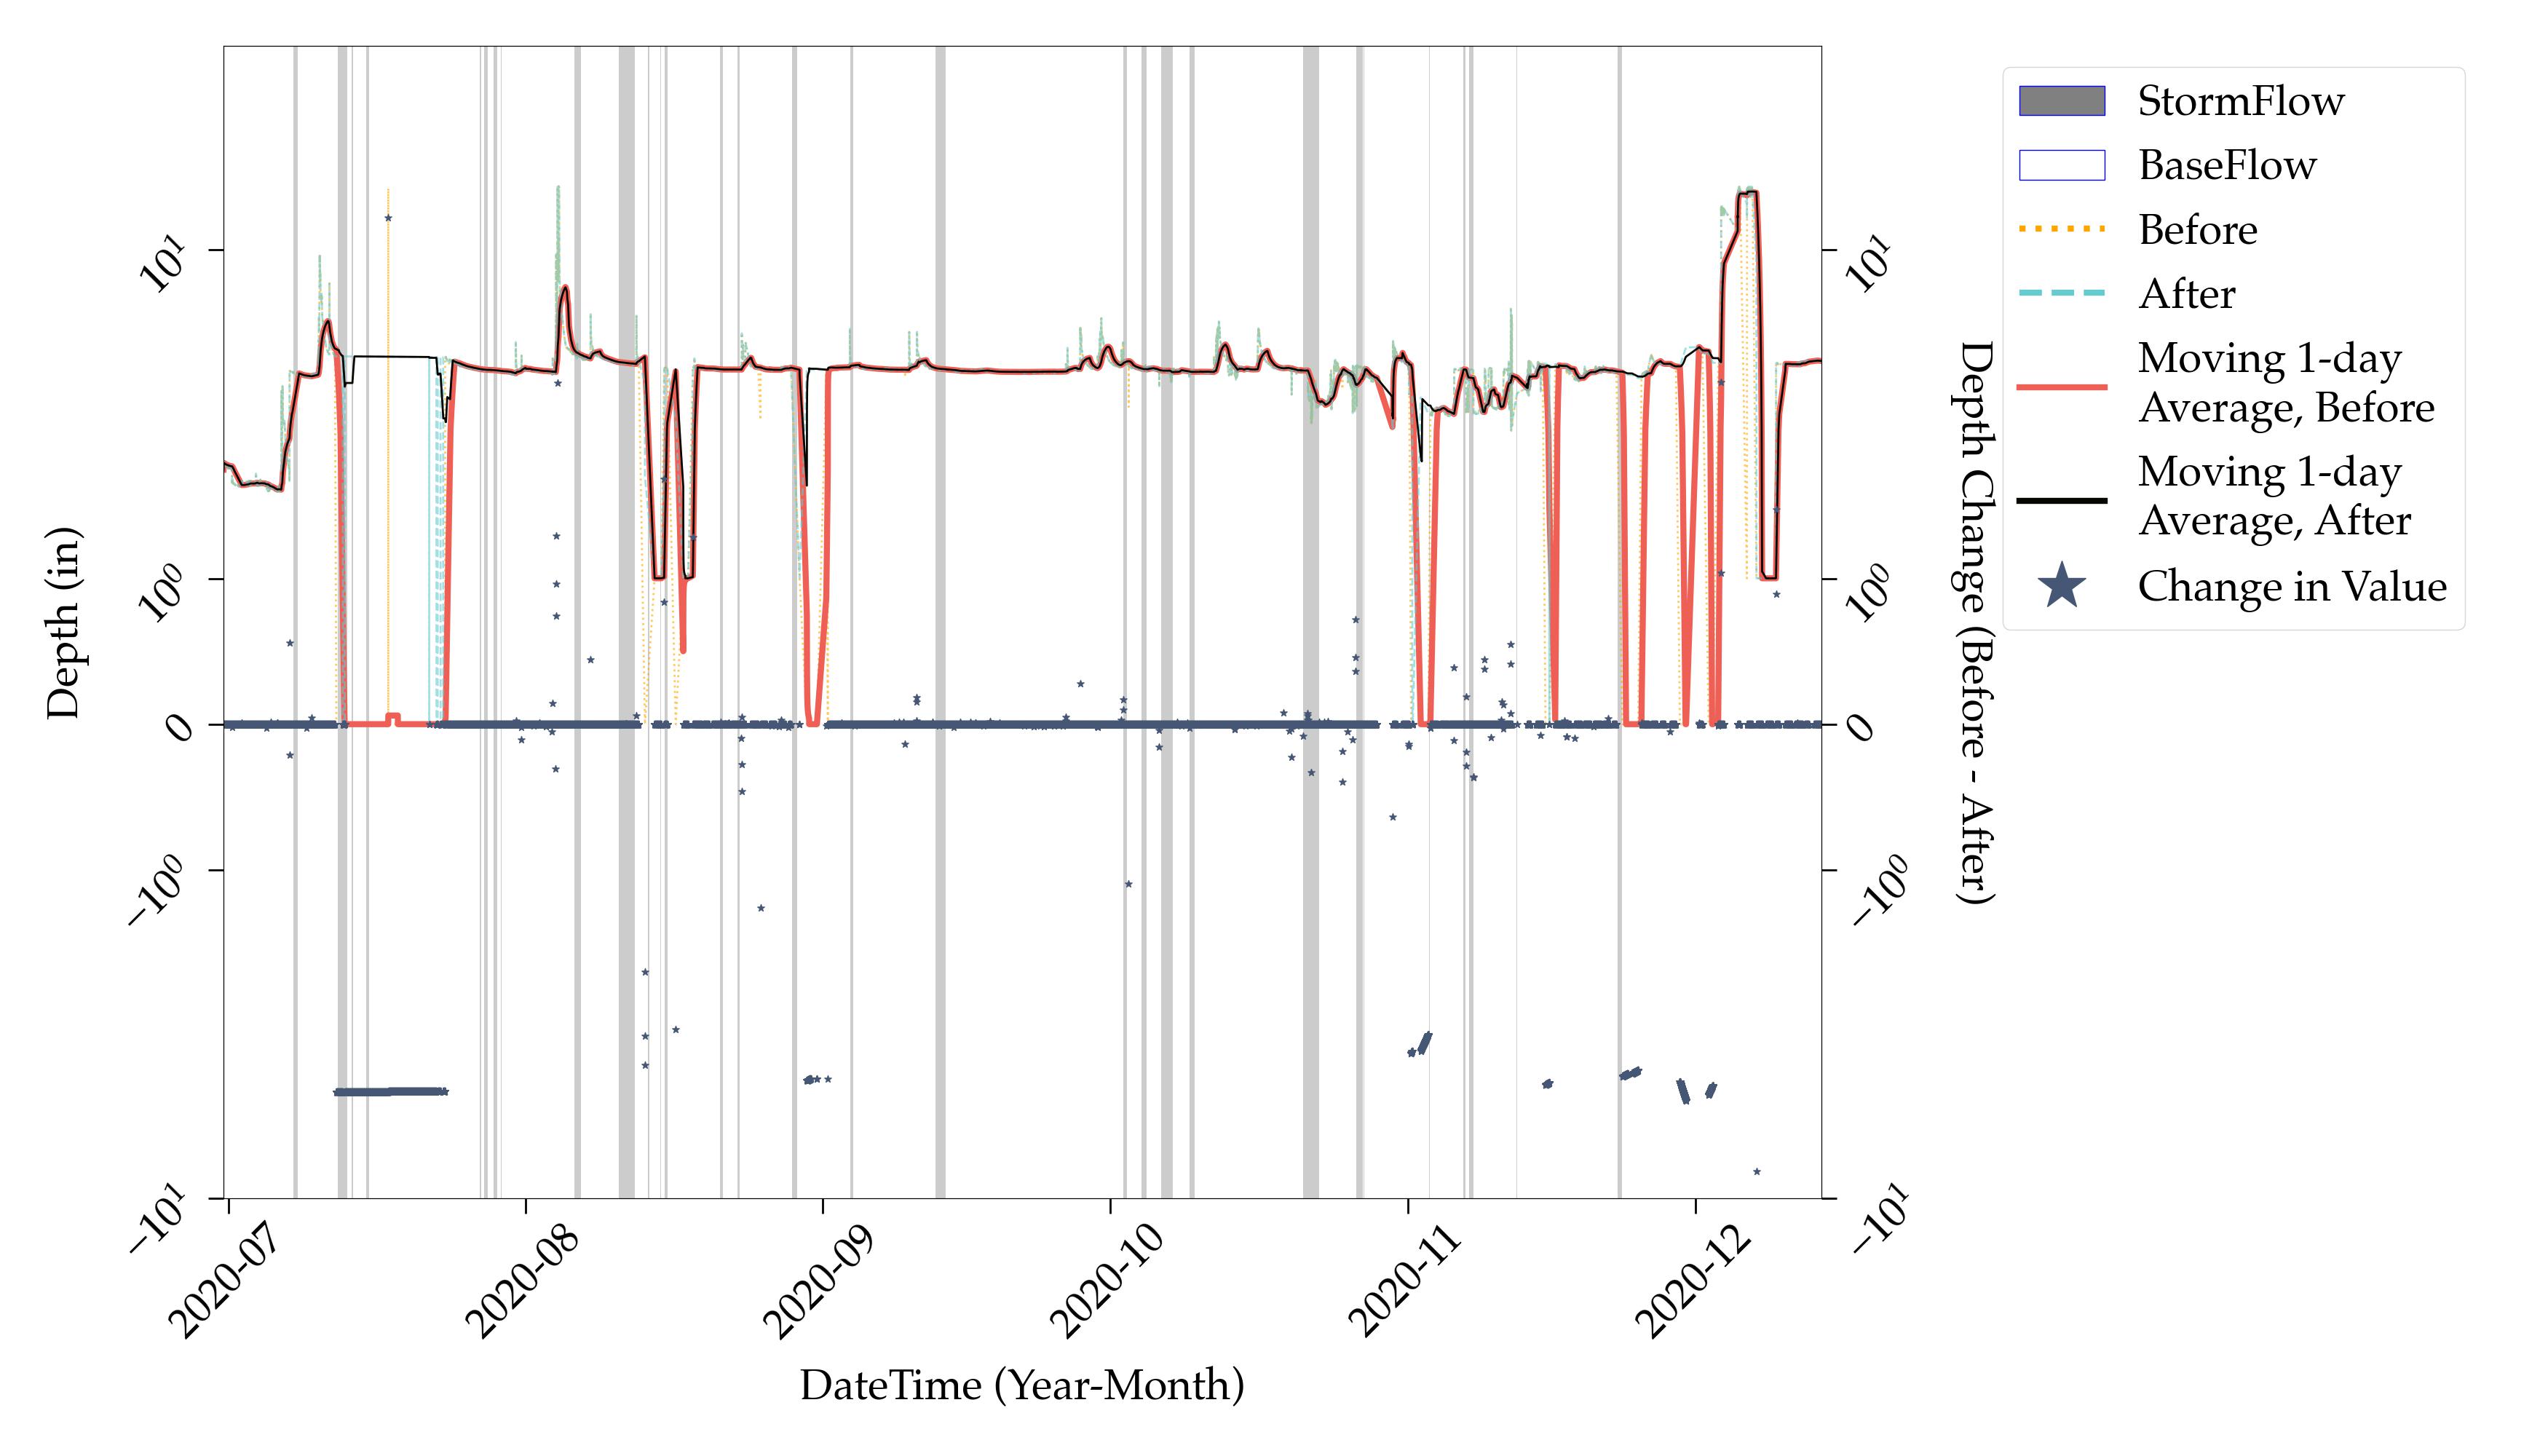 StormFlow
BaseFlow
Before
After
Moving 1-day
Average, Before
Moving 1-day
Average, After
Change in Value
Depth (in)
10¹
10⁰
0
−10⁰
−10¹
10¹
10⁰
0
−10⁰
−10¹
Depth Change (Before - After)
2020-07
2020-08
2020-09
2020-10
2020-11
2020-12
DateTime (Year-Month)